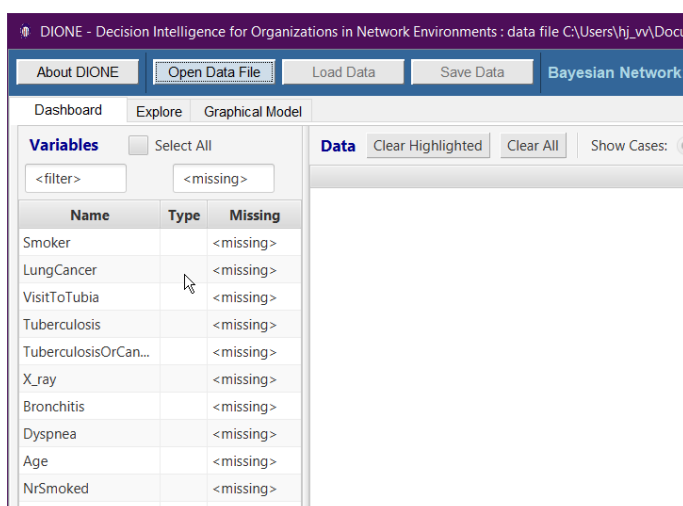 DIONE - Decision Intelligence for Organizations in Network Environments : data file C:\Users\hj_vv\Docu
About DIONE Open Data File Load Data Save Data Bayesian Network
Dashboard Explore Graphical Model
Variables Select All Data Clear Highlighted Clear All Show Cases:
<filter> <missing>
Name Type Missing
Smoker <missing>
LungCancer <missing>
VisitToTubia <missing>
Tuberculosis <missing>
TuberculosisOrCan... <missing>
X_ray <missing>
Bronchitis <missing>
Dyspnea <missing>
Age <missing>
NrSmoked <missing>